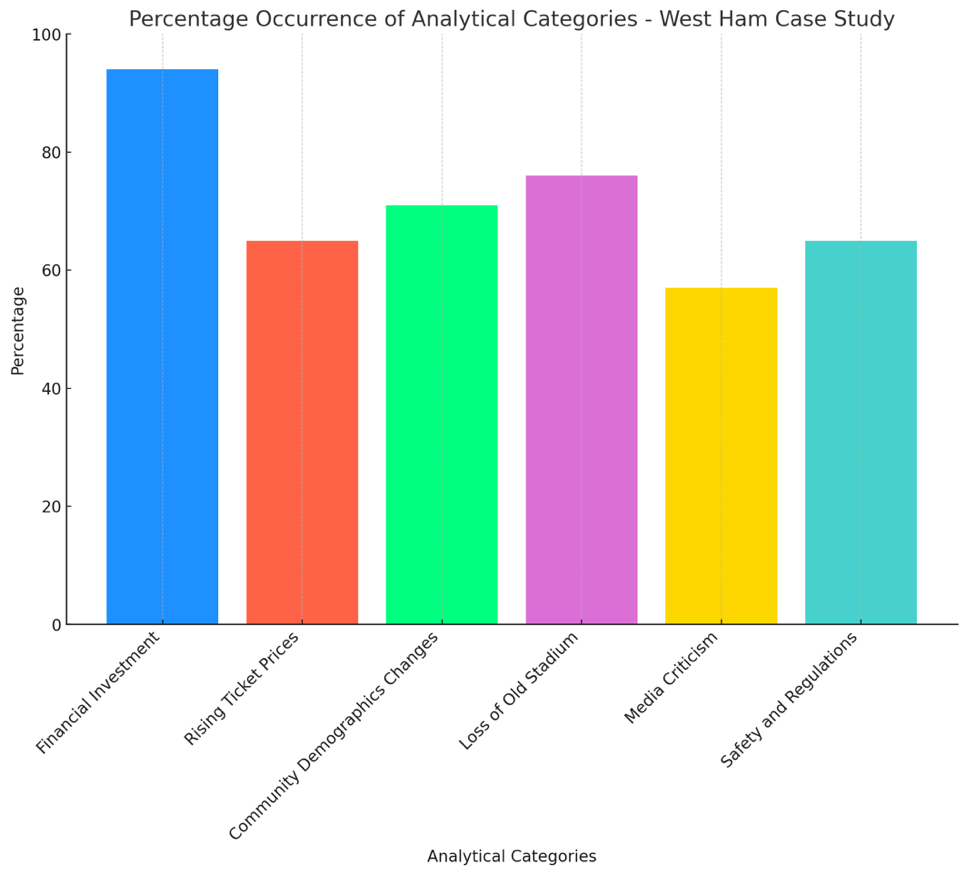 Percentage Occurrence of Analytical Categories - West Ham Case Study
100
80
60
40
20
0
Percentage
Financial Investment
Rising Ticket Prices
Community Demographics Changes
Loss of Old Stadium
Media Criticism
Safety and Regulations
Analytical Categories